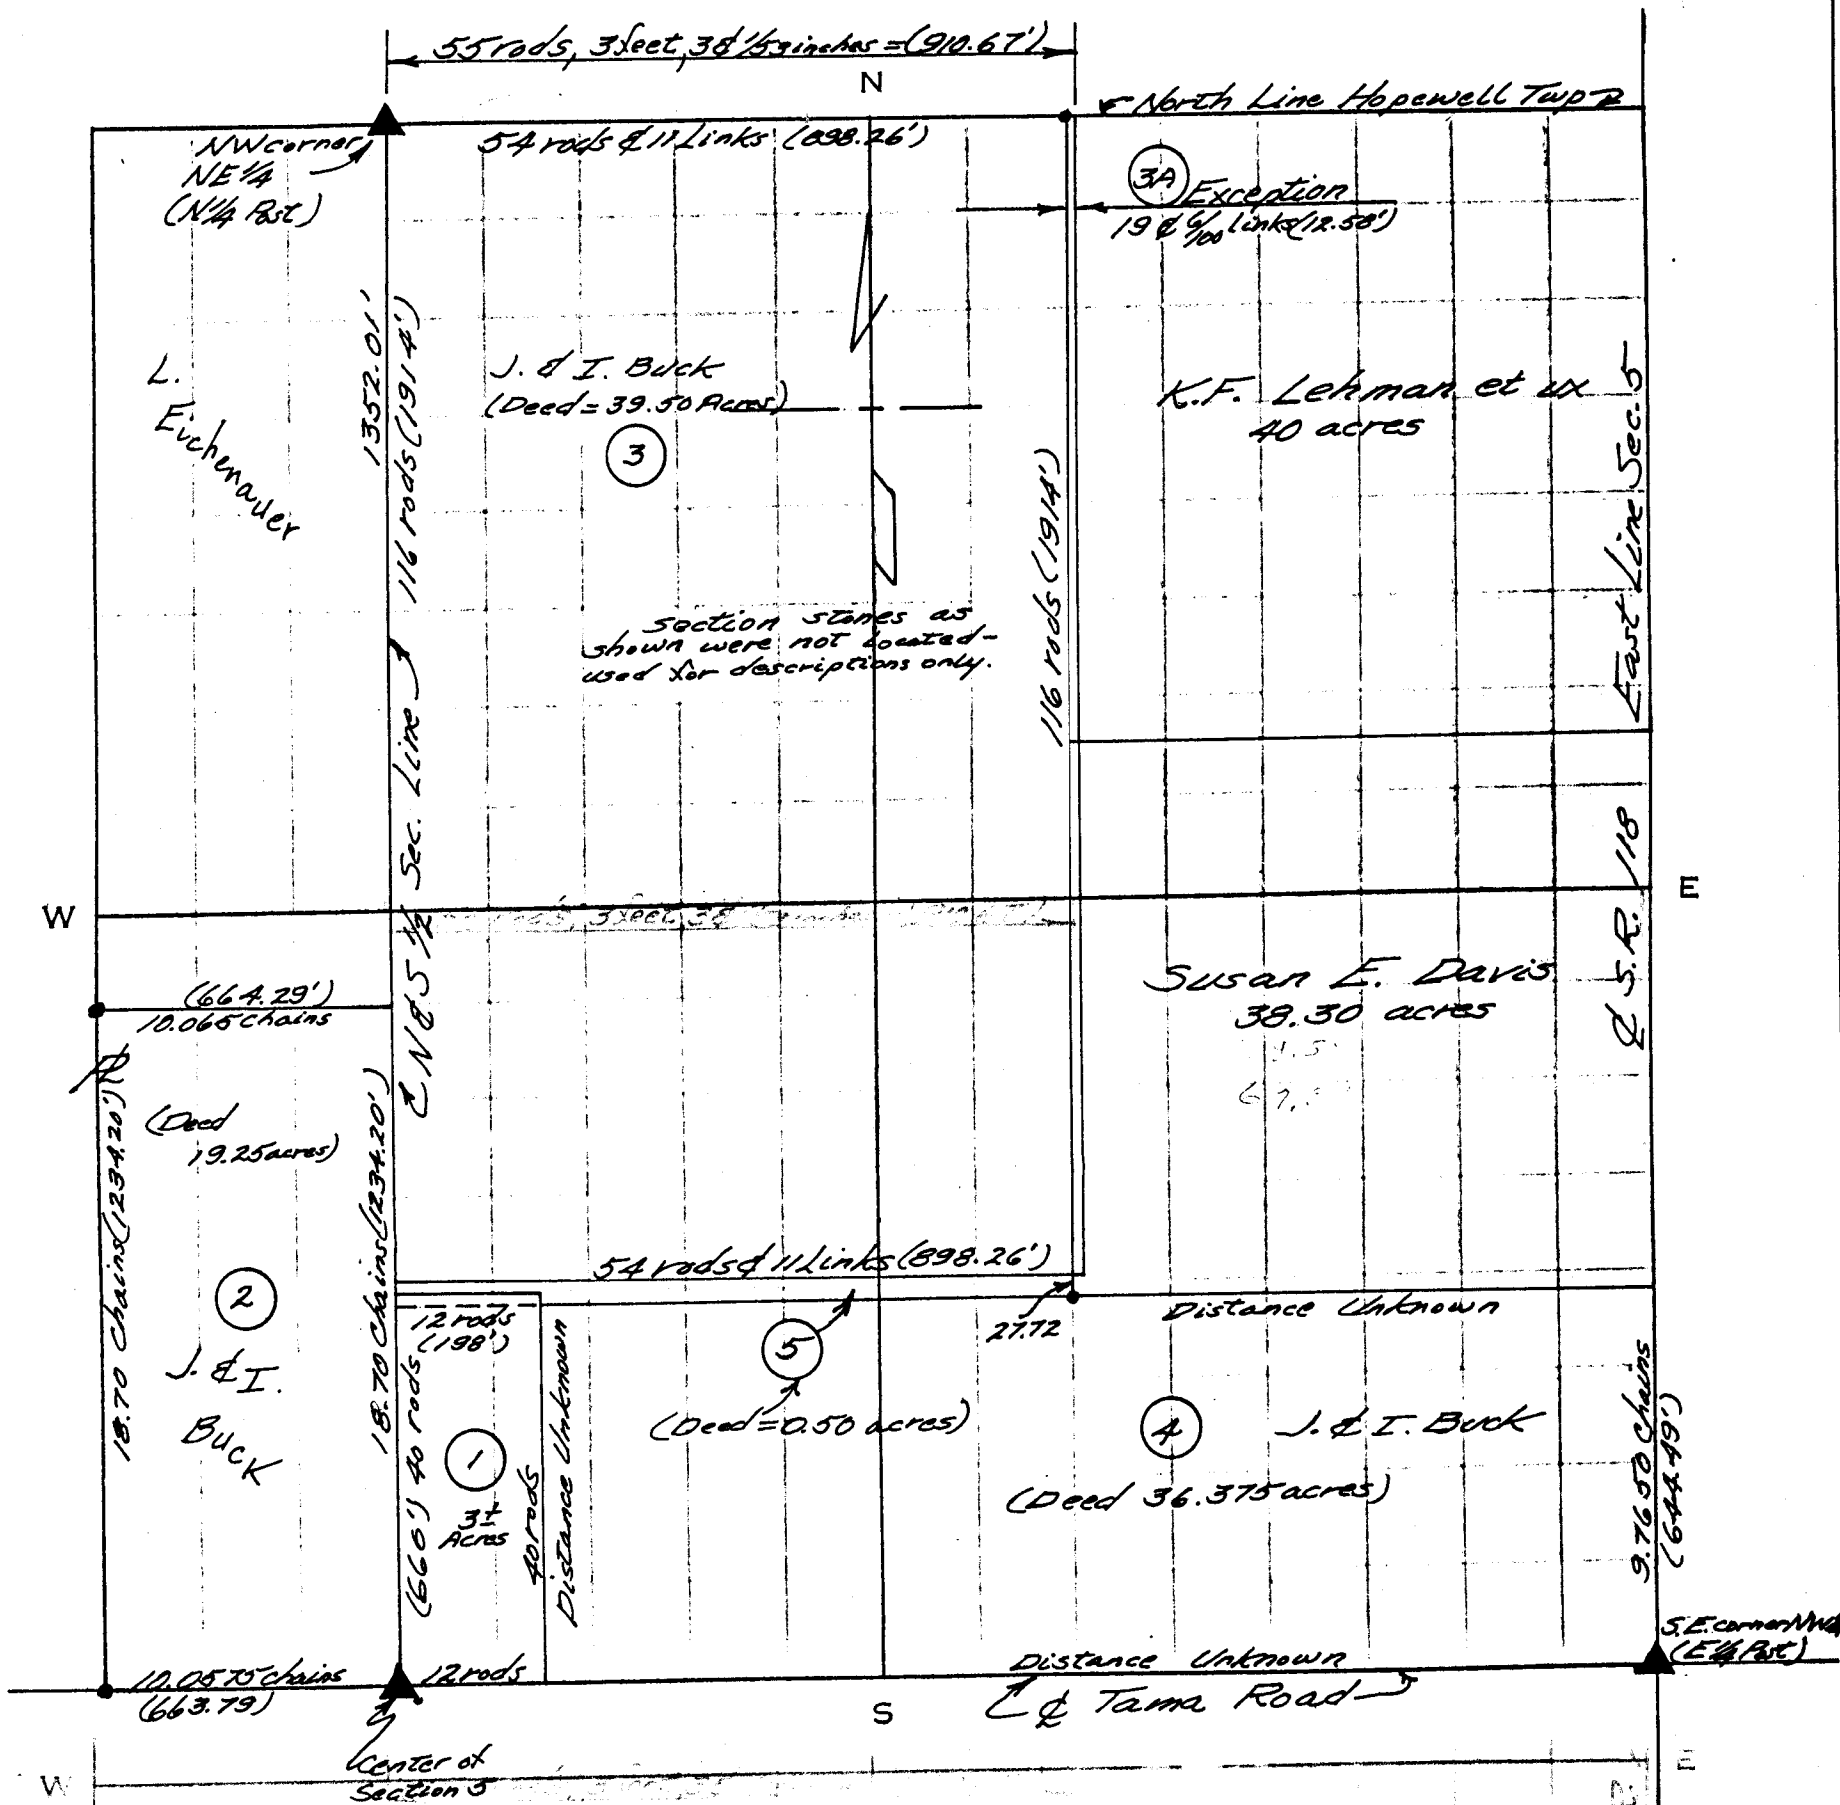 55 rods, 3 feet, 3 & 1/53 inches = (910.67')
N
North Line Hopewell Twp
NW corner
NE 1/4
(N 1/4 Post)
54 rods & 11 Links (898.26')
3A
Exception
19 & 6/100 links (12.58')
L.
Eichenauer
1352.01'
116 rods (1914')
J. & I. Buck
(Deed = 39.50 Acres)
3
K.F. Lehman et ux
40 acres
East Line Sec. 5
116 rods (1914')
section stones as
shown were not Located -
used for descriptions only.
N & S 1/2 Sec. Line
W
E
℄ S.R. 118
(664.29')
10.065 chains
Susan E. Davis
38.30 acres
(Deed
19.25 acres)
18.70 Chains (1234.20')
18.70 Chains (1234.20')
2
J. & I.
Buck
54 rods & 11 Links (898.26')
12 rods
(198')
27.72
Distance Unknown
5
(Deed = 0.50 acres)
(660') 40 rods
1
3±
Acres
40 rods
Distance Unknown
4
J. & I. Buck
(Deed 36.375 acres)
9.7650 Chains
(644.49')
S.E. corner
(E 1/4 Post)
10.0575 chains
(663.79)
12 rods
Distance Unknown
S
℄ Tama Road
Center of
Section 5
W
E